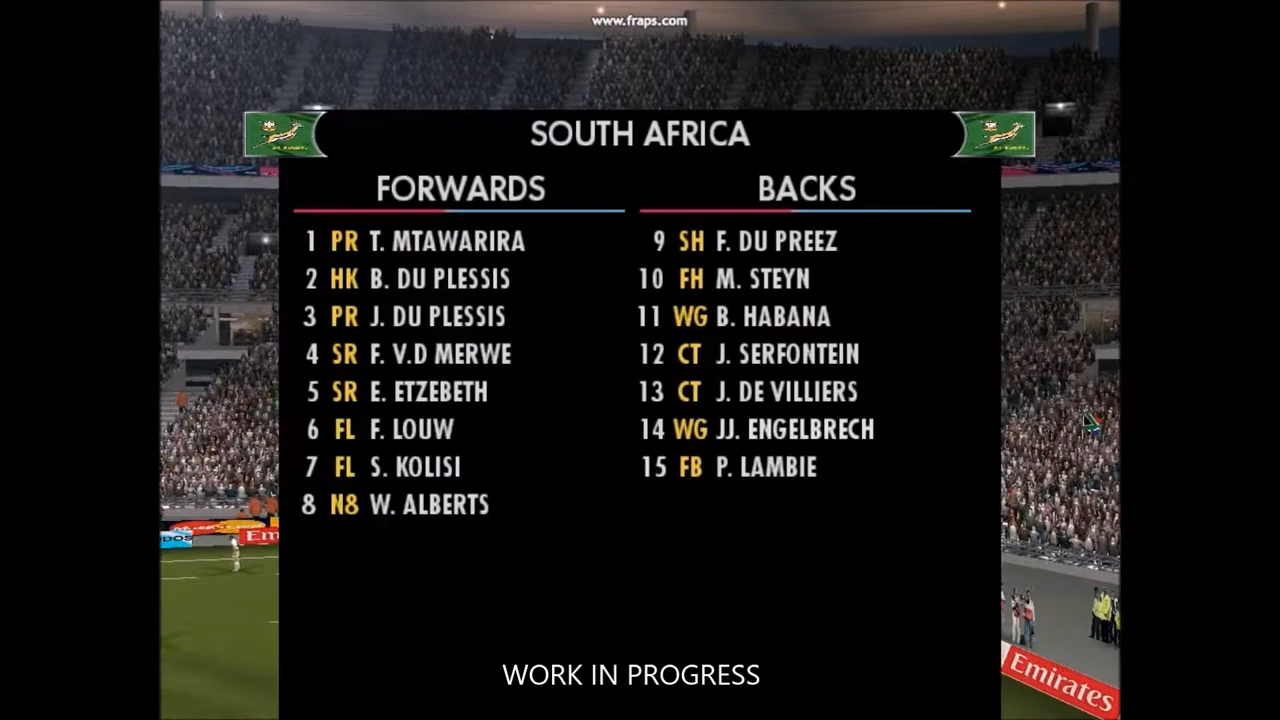 www.fraps.com
SOUTH AFRICA
FORWARDS
1 PR T. MTAWARIRA
2 HK B. DU PLESSIS
3 PR J. DU PLESSIS
4 SR F. V.D MERWE
5 SR E. ETZEBETH
6 FL F. LOUW
7 FL S. KOLISI
8 N8 W. ALBERTS
BACKS
9 SH F. DU PREEZ
10 FH M. STEYN
11 WG B. HABANA
12 CT J. SERFONTEIN
13 CT J. DE VILLIERS
14 WG JJ. ENGELBRECH
15 FB P. LAMBIE
Em
Emirates
WORK IN PROGRESS